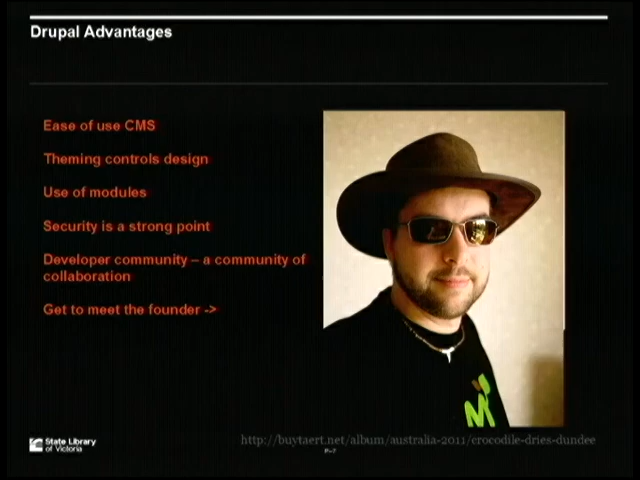 Drupal Advantages
Ease of use CMS
Theming controls design
Use of modules
Security is a strong point
Developer community – a community of
collaboration
Get to meet the founder ->
M
State Library
of Victoria
http://buytaert.net/album/australia-2011/crocodile-dries-dundee